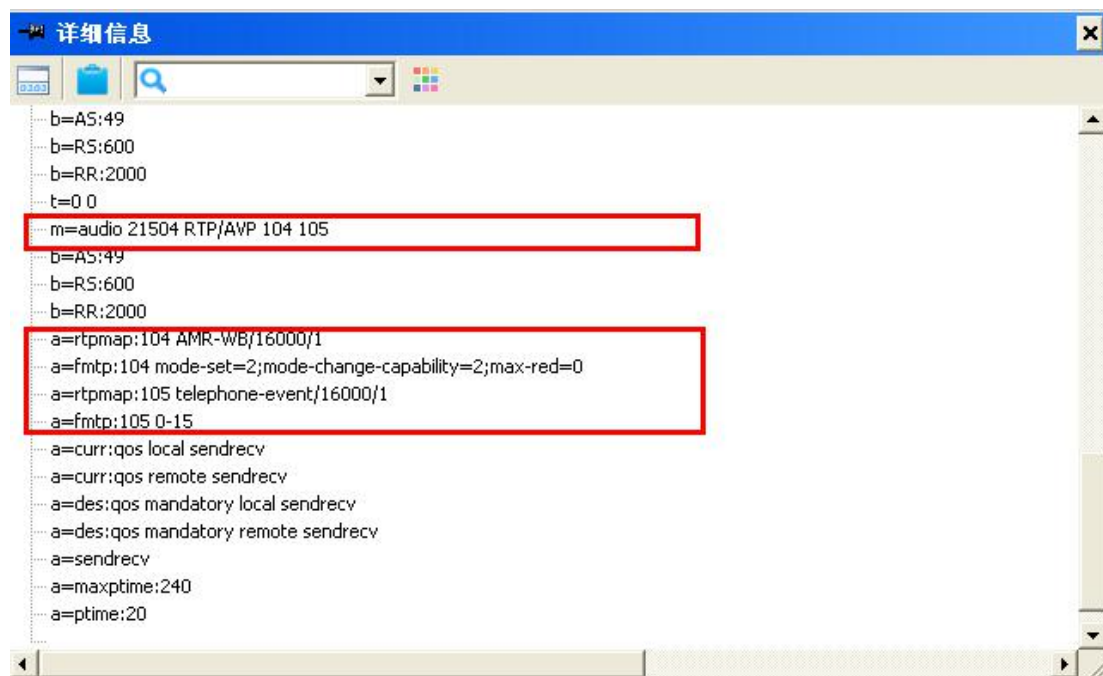 详细信息
0303
b=AS:49
b=RS:600
b=RR:2000
t=0 0
m=audio 21504 RTP/AVP 104 105
b=AS:49
b=RS:600
b=RR:2000
a=rtpmap:104 AMR-WB/16000/1
a=fmtp:104 mode-set=2;mode-change-capability=2;max-red=0
a=rtpmap:105 telephone-event/16000/1
a=fmtp:105 0-15
a=curr:qos local sendrecv
a=curr:qos remote sendrecv
a=des:qos mandatory local sendrecv
a=des:qos mandatory remote sendrecv
a=sendrecv
a=maxptime:240
a=ptime:20